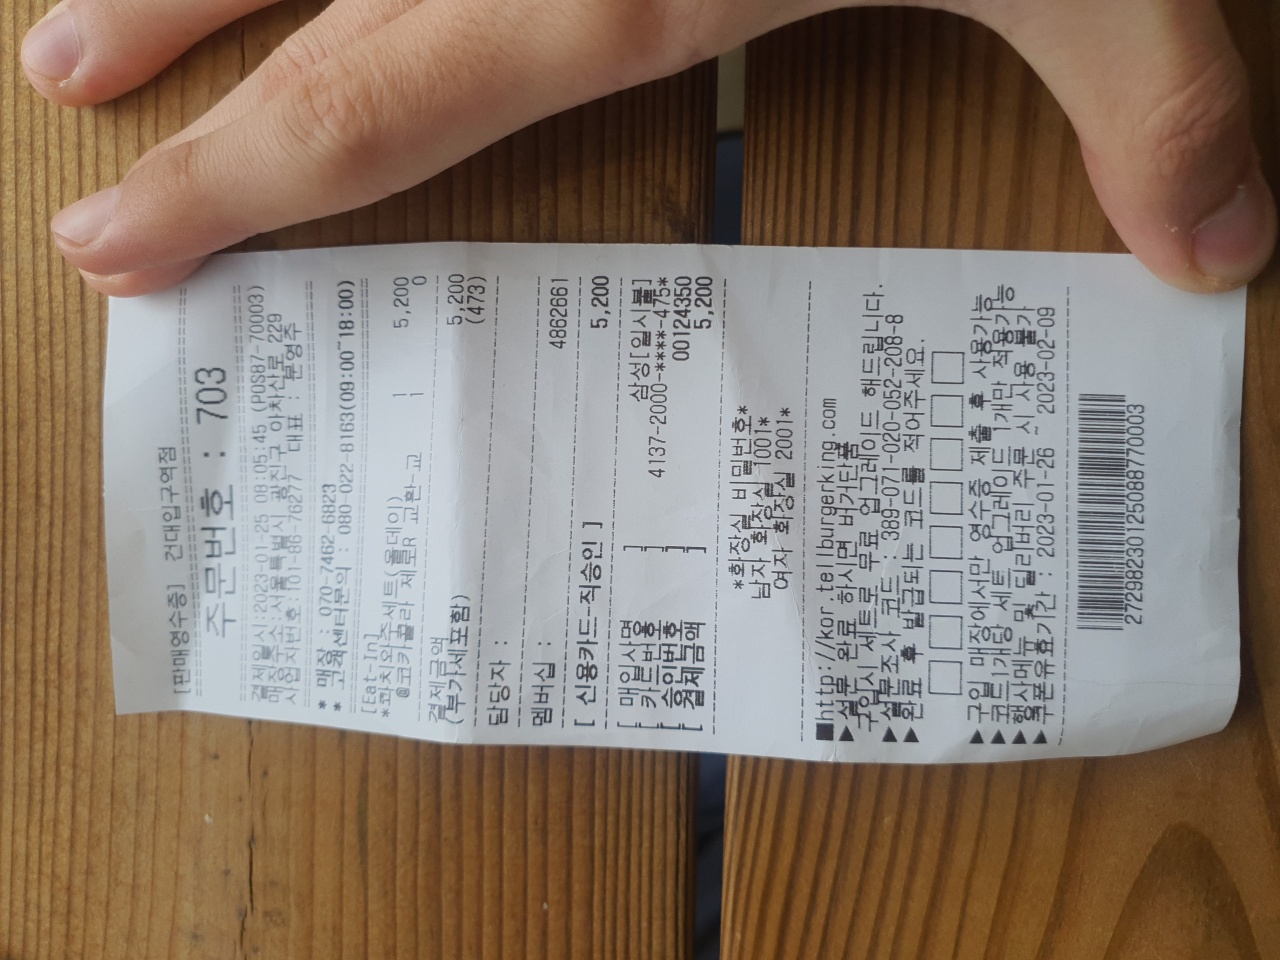 [판매영수증] 건대입구역점
주문번호 : 703
결제일시:2023-01-25 08:05:45 (POS87-70003)
매장주소:서울특별시 광진구 아차산로 229
사업자번호:101-86-76277 대표 : 문영주
* 매장 : 070-7462-6823
* 고객센터문의 : 080-022-8163(09:00~18:00)
[Eat-In]
*과치와주세트(올데이) 1 5,200
@코카콜라 제로R 교환-교 1 0
결제금액 5,200
(부가세포함) (473)
담당자 :
멤버십 : 4862661
[ 신용카드-직승인 ] 5,200
[ 매입사명 ] 삼성[일시불]
[ 카드번호 ] 4137-2000-****-475*
[ 승인번호 ] 00124350
[ 결제금액 ] 5,200
*화장실 비밀번호*
남자 화장실 1001*
여자 화장실 2001*
■http://kor.tellburgerking.com
▶설문 완료 하시면 버거단품
구입시 세트로 무료 업그레이드 해드립니다.
▶설문조사 코드 : 389-071-020-052-208-8
▶완료 후 발급되는 코드를 적어주세요.
▶구입 매장에서만 영수증 제출 후 사용가능
▶코드1개당 세트 업그레이드 1개만 적용가능
▶행사메뉴 및 딜리버리 주문 시 사용 불가
▶쿠폰유효기간 : 2023-01-26 ~ 2023-02-09
27298230125088770003